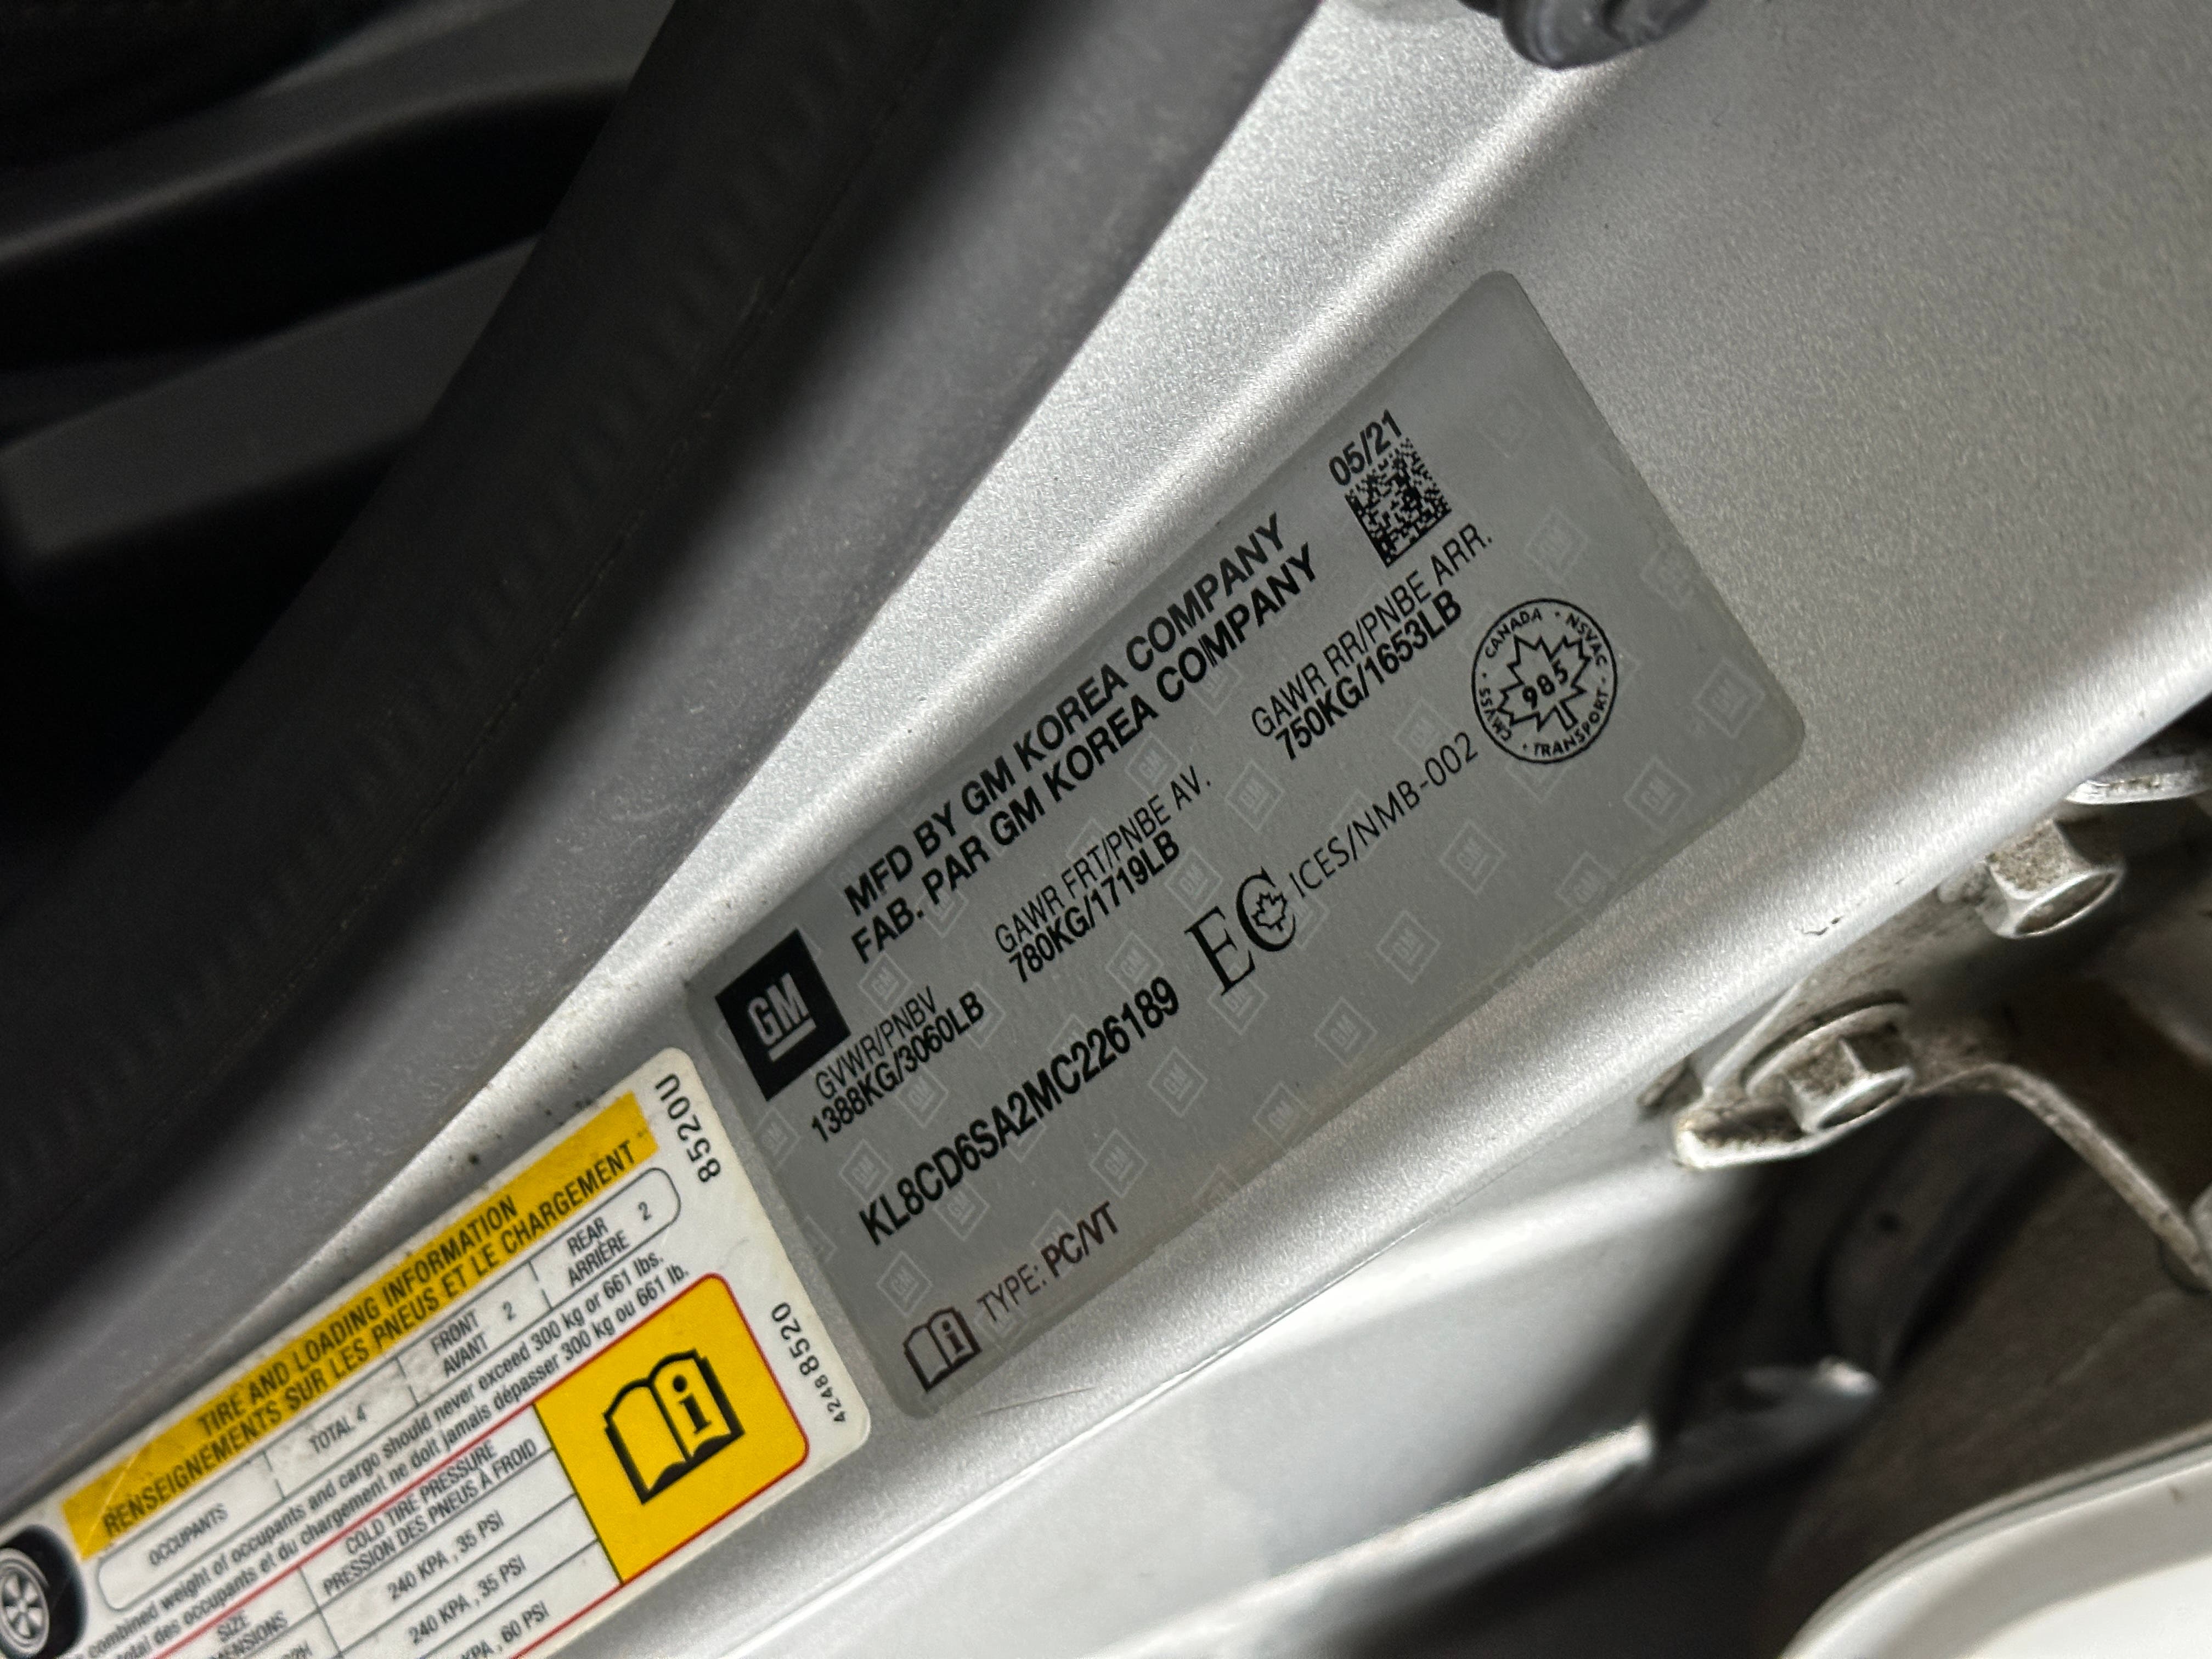 GM
MFD BY GM KOREA COMPANY
FAB. PAR GM KOREA COMPANY
05/21
GVWR/PNBV
1388KG/3060LB
GAWR FRT/PNBE AV.
780KG/1719LB
GAWR RR/PNBE ARR.
750KG/1653LB
KL8CD6SA2MC226189
EC ICES/NMB-002
CANADA · NSVAC · TRANSPORT · CMVSS ·
985
TYPE: PC/VT
TIRE AND LOADING INFORMATION
RENSEIGNEMENTS SUR LES PNEUS ET LE CHARGEMENT
8520U
OCCUPANTS
TOTAL 4
FRONT
AVANT 2
REAR
ARRIÈRE 2
combined weight of occupants and cargo should never exceed 300 kg or 661 lbs.
total des occupants et du chargement ne doit jamais dépasser 300 kg ou 661 lb.
SIZE
COLD TIRE PRESSURE
PRESSION DES PNEUS À FROID
240 KPA , 35 PSI
240 KPA , 35 PSI
KPA , 60 PSI
42488520